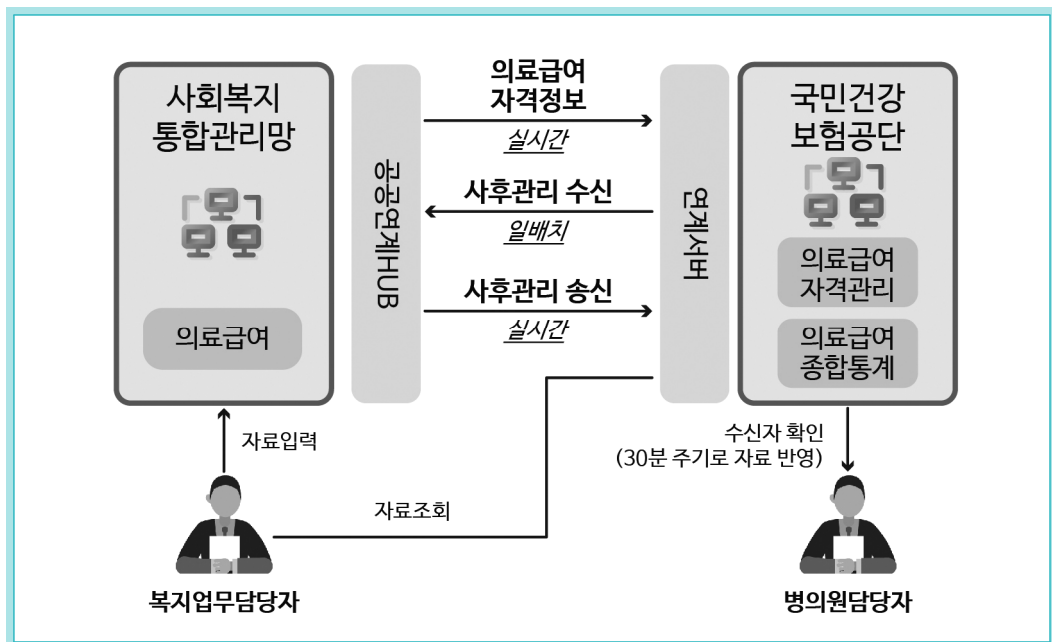 사회복지
통합관리망
의료급여
공공연계HUB
의료급여
자격정보
실시간
사후관리 수신
일배치
사후관리 송신
실시간
연계서버
국민건강
보험공단
의료급여
자격관리
의료급여
종합통계
자료입력
자료조회
수신자 확인
(30분 주기로 자료 반영)
복지업무담당자
병의원담당자